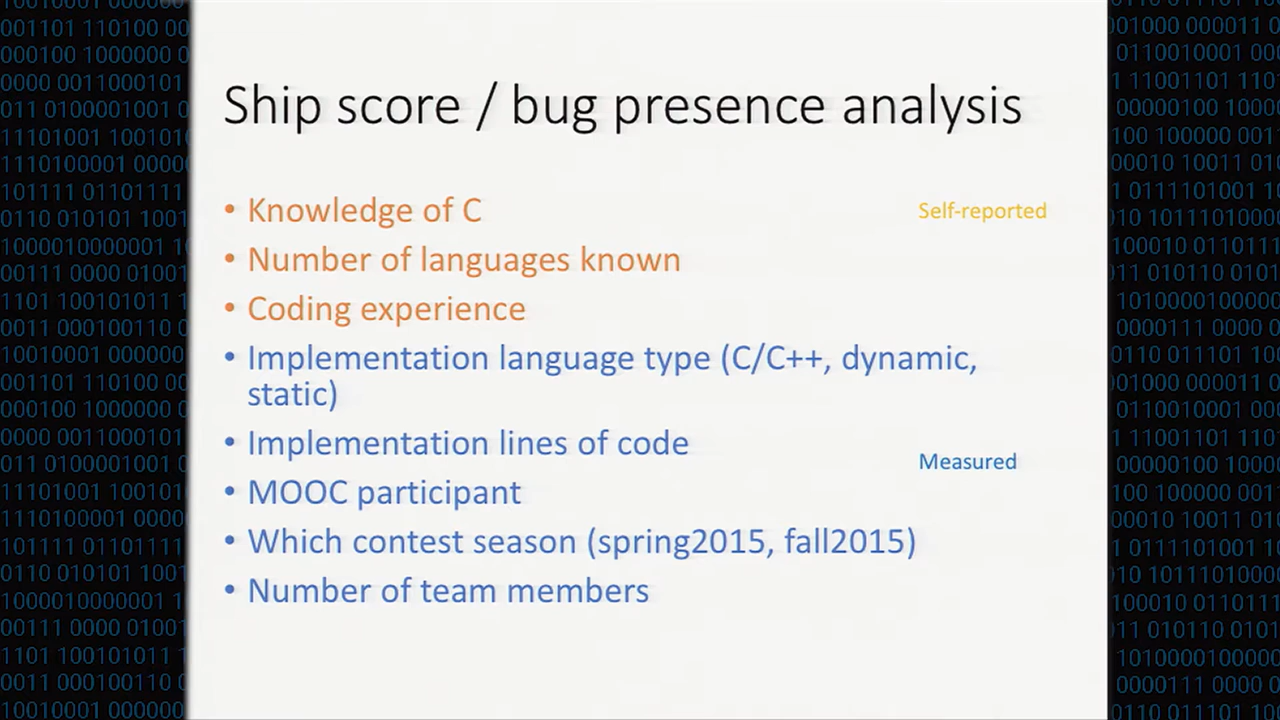 Ship score / bug presence analysis
• Knowledge of C
Self-reported
• Number of languages known
• Coding experience
• Implementation language type (C/C++, dynamic,
static)
• Implementation lines of code
Measured
• MOOC participant
• Which contest season (spring2015, fall2015)
• Number of team members